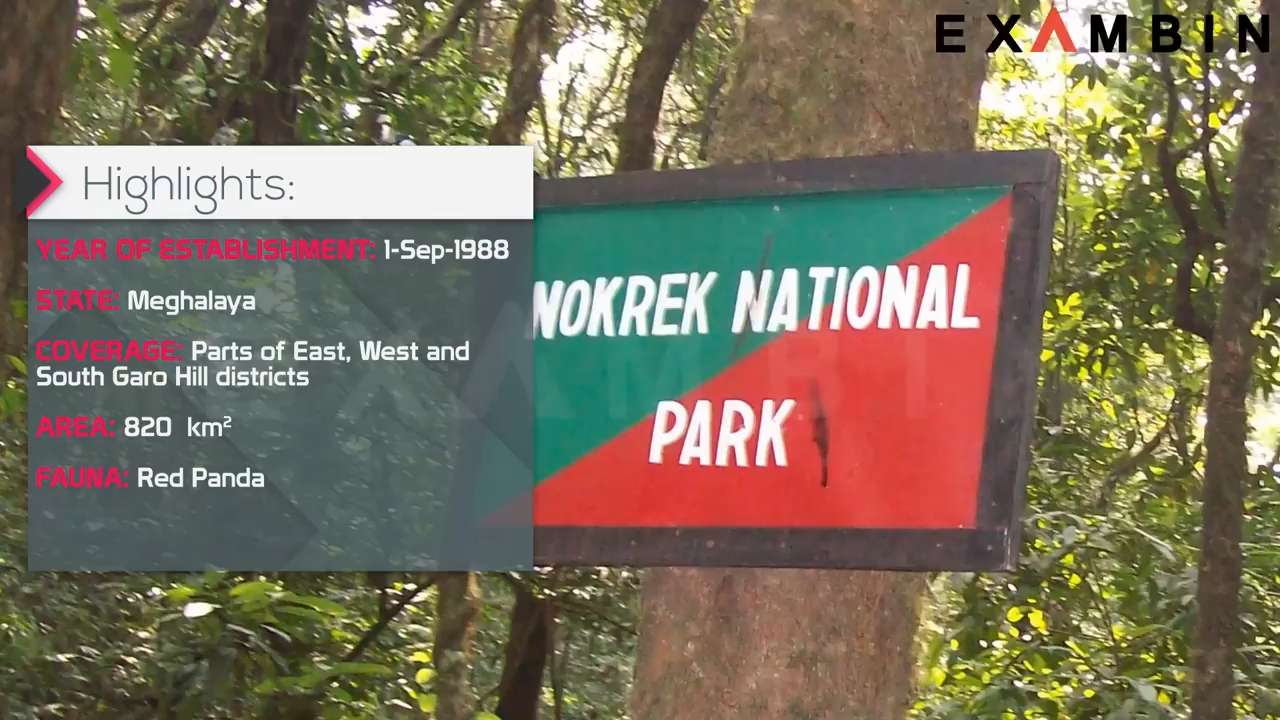 EXAMBIN
Highlights:
YEAR OF ESTABLISHMENT: 1-Sep-1988
STATE: Meghalaya
COVERAGE: Parts of East, West and
South Garo Hill districts
AREA: 820 km²
FAUNA: Red Panda
NOKREK NATIONAL
PARK